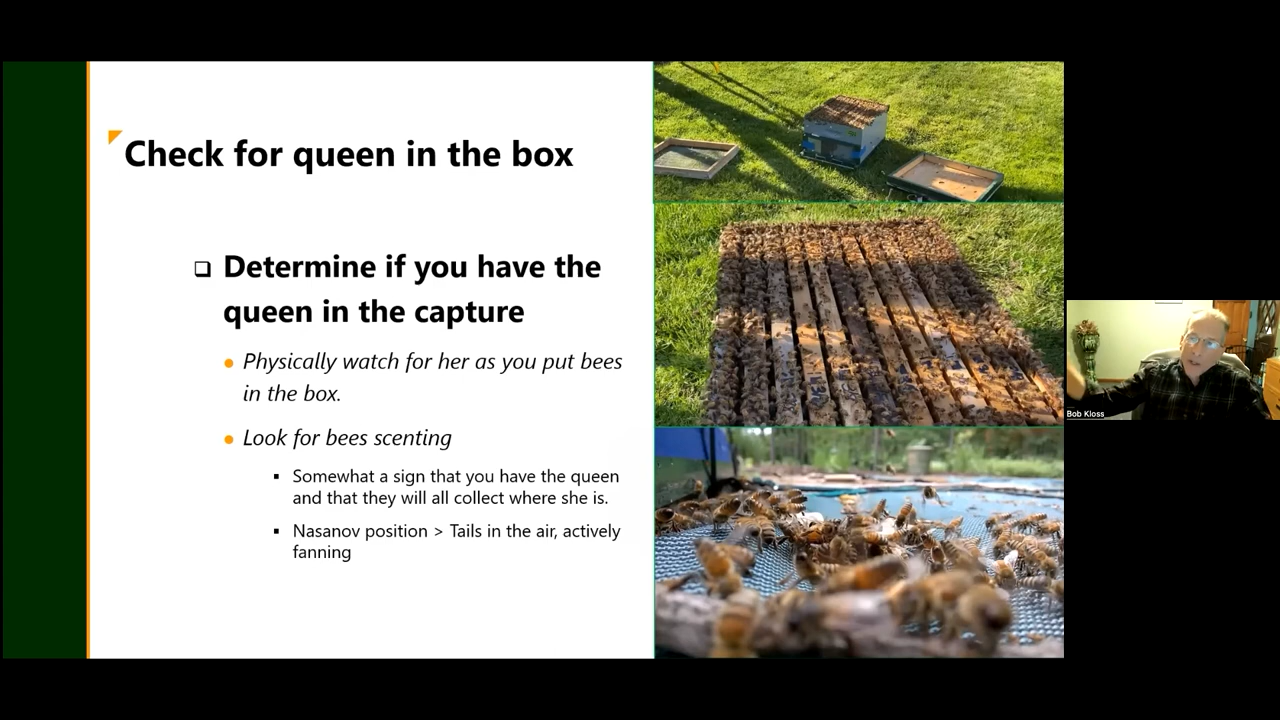 Check for queen in the box
❑ Determine if you have the
queen in the capture
• Physically watch for her as you put bees
in the box.
• Look for bees scenting
▪ Somewhat a sign that you have the queen
and that they will all collect where she is.
▪ Nasanov position > Tails in the air, actively
fanning
Bob Kloss